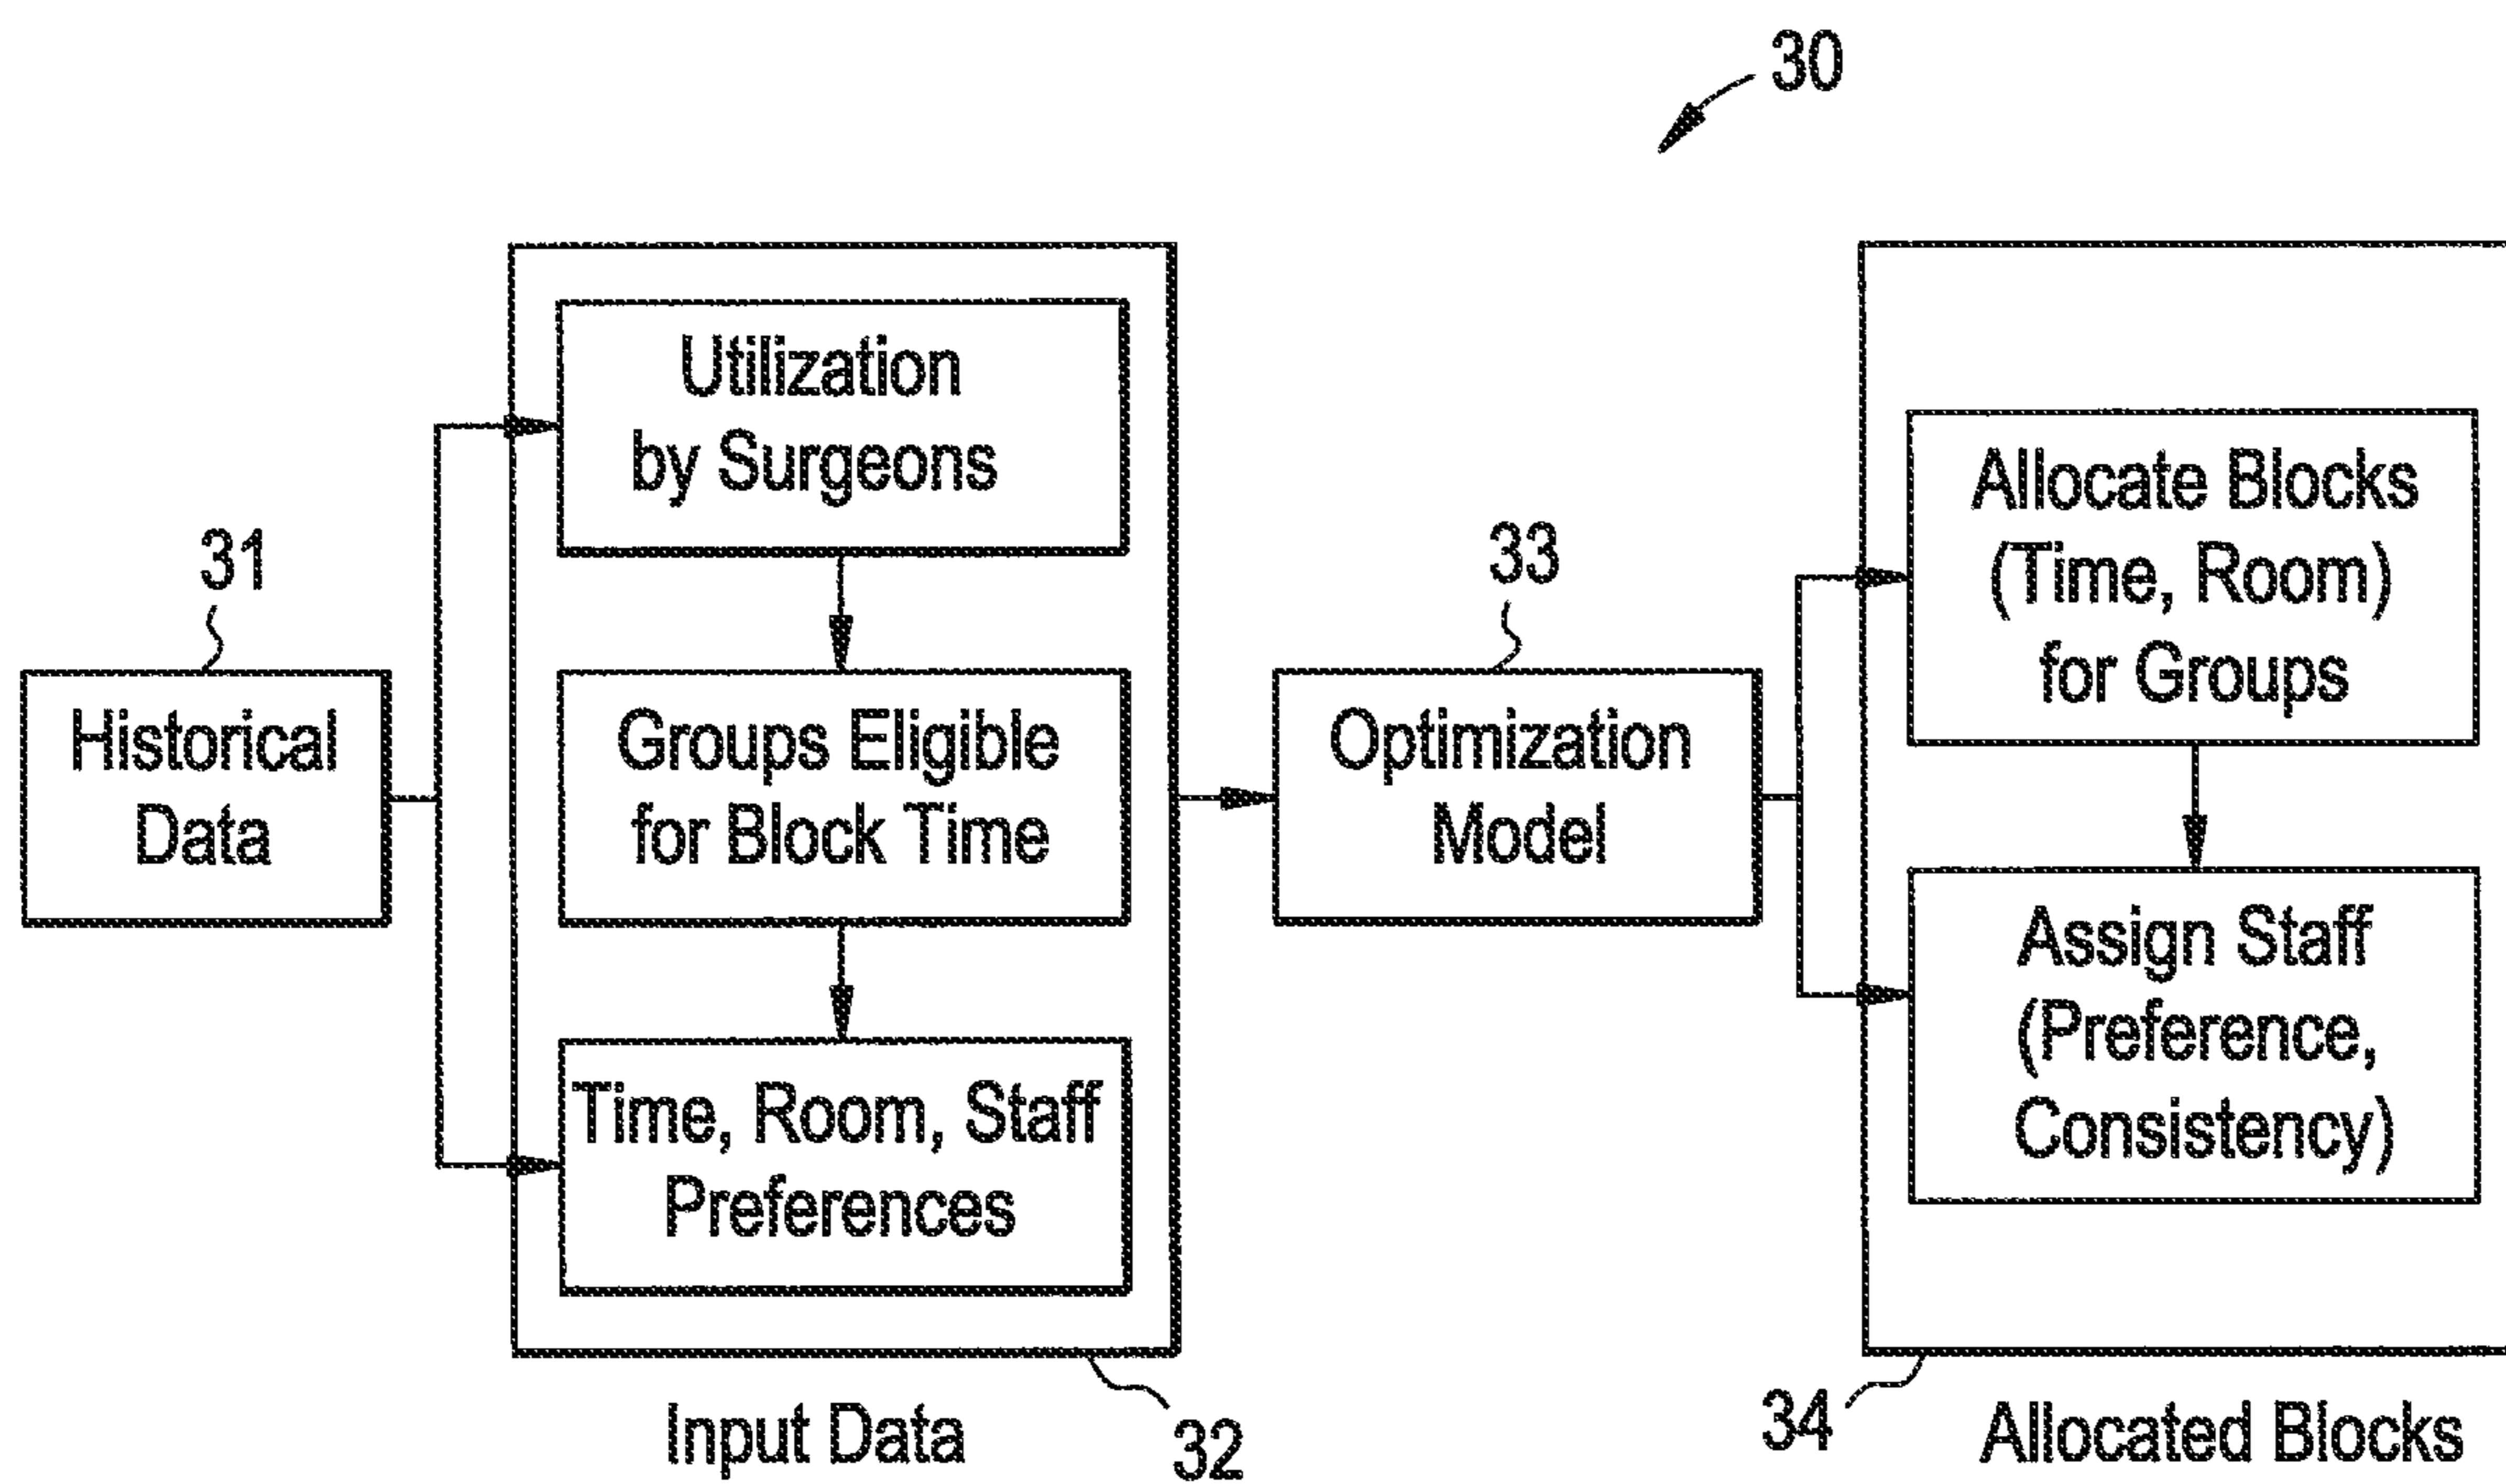 30
31
Historical
Data
Utilization
by Surgeons
Groups Eligible
for Block Time
Time, Room, Staff
Preferences
Input Data
32
33
Optimization
Model
Allocate Blocks
(Time, Room)
for Groups
Assign Staff
(Preference,
Consistency)
34
Allocated Blocks